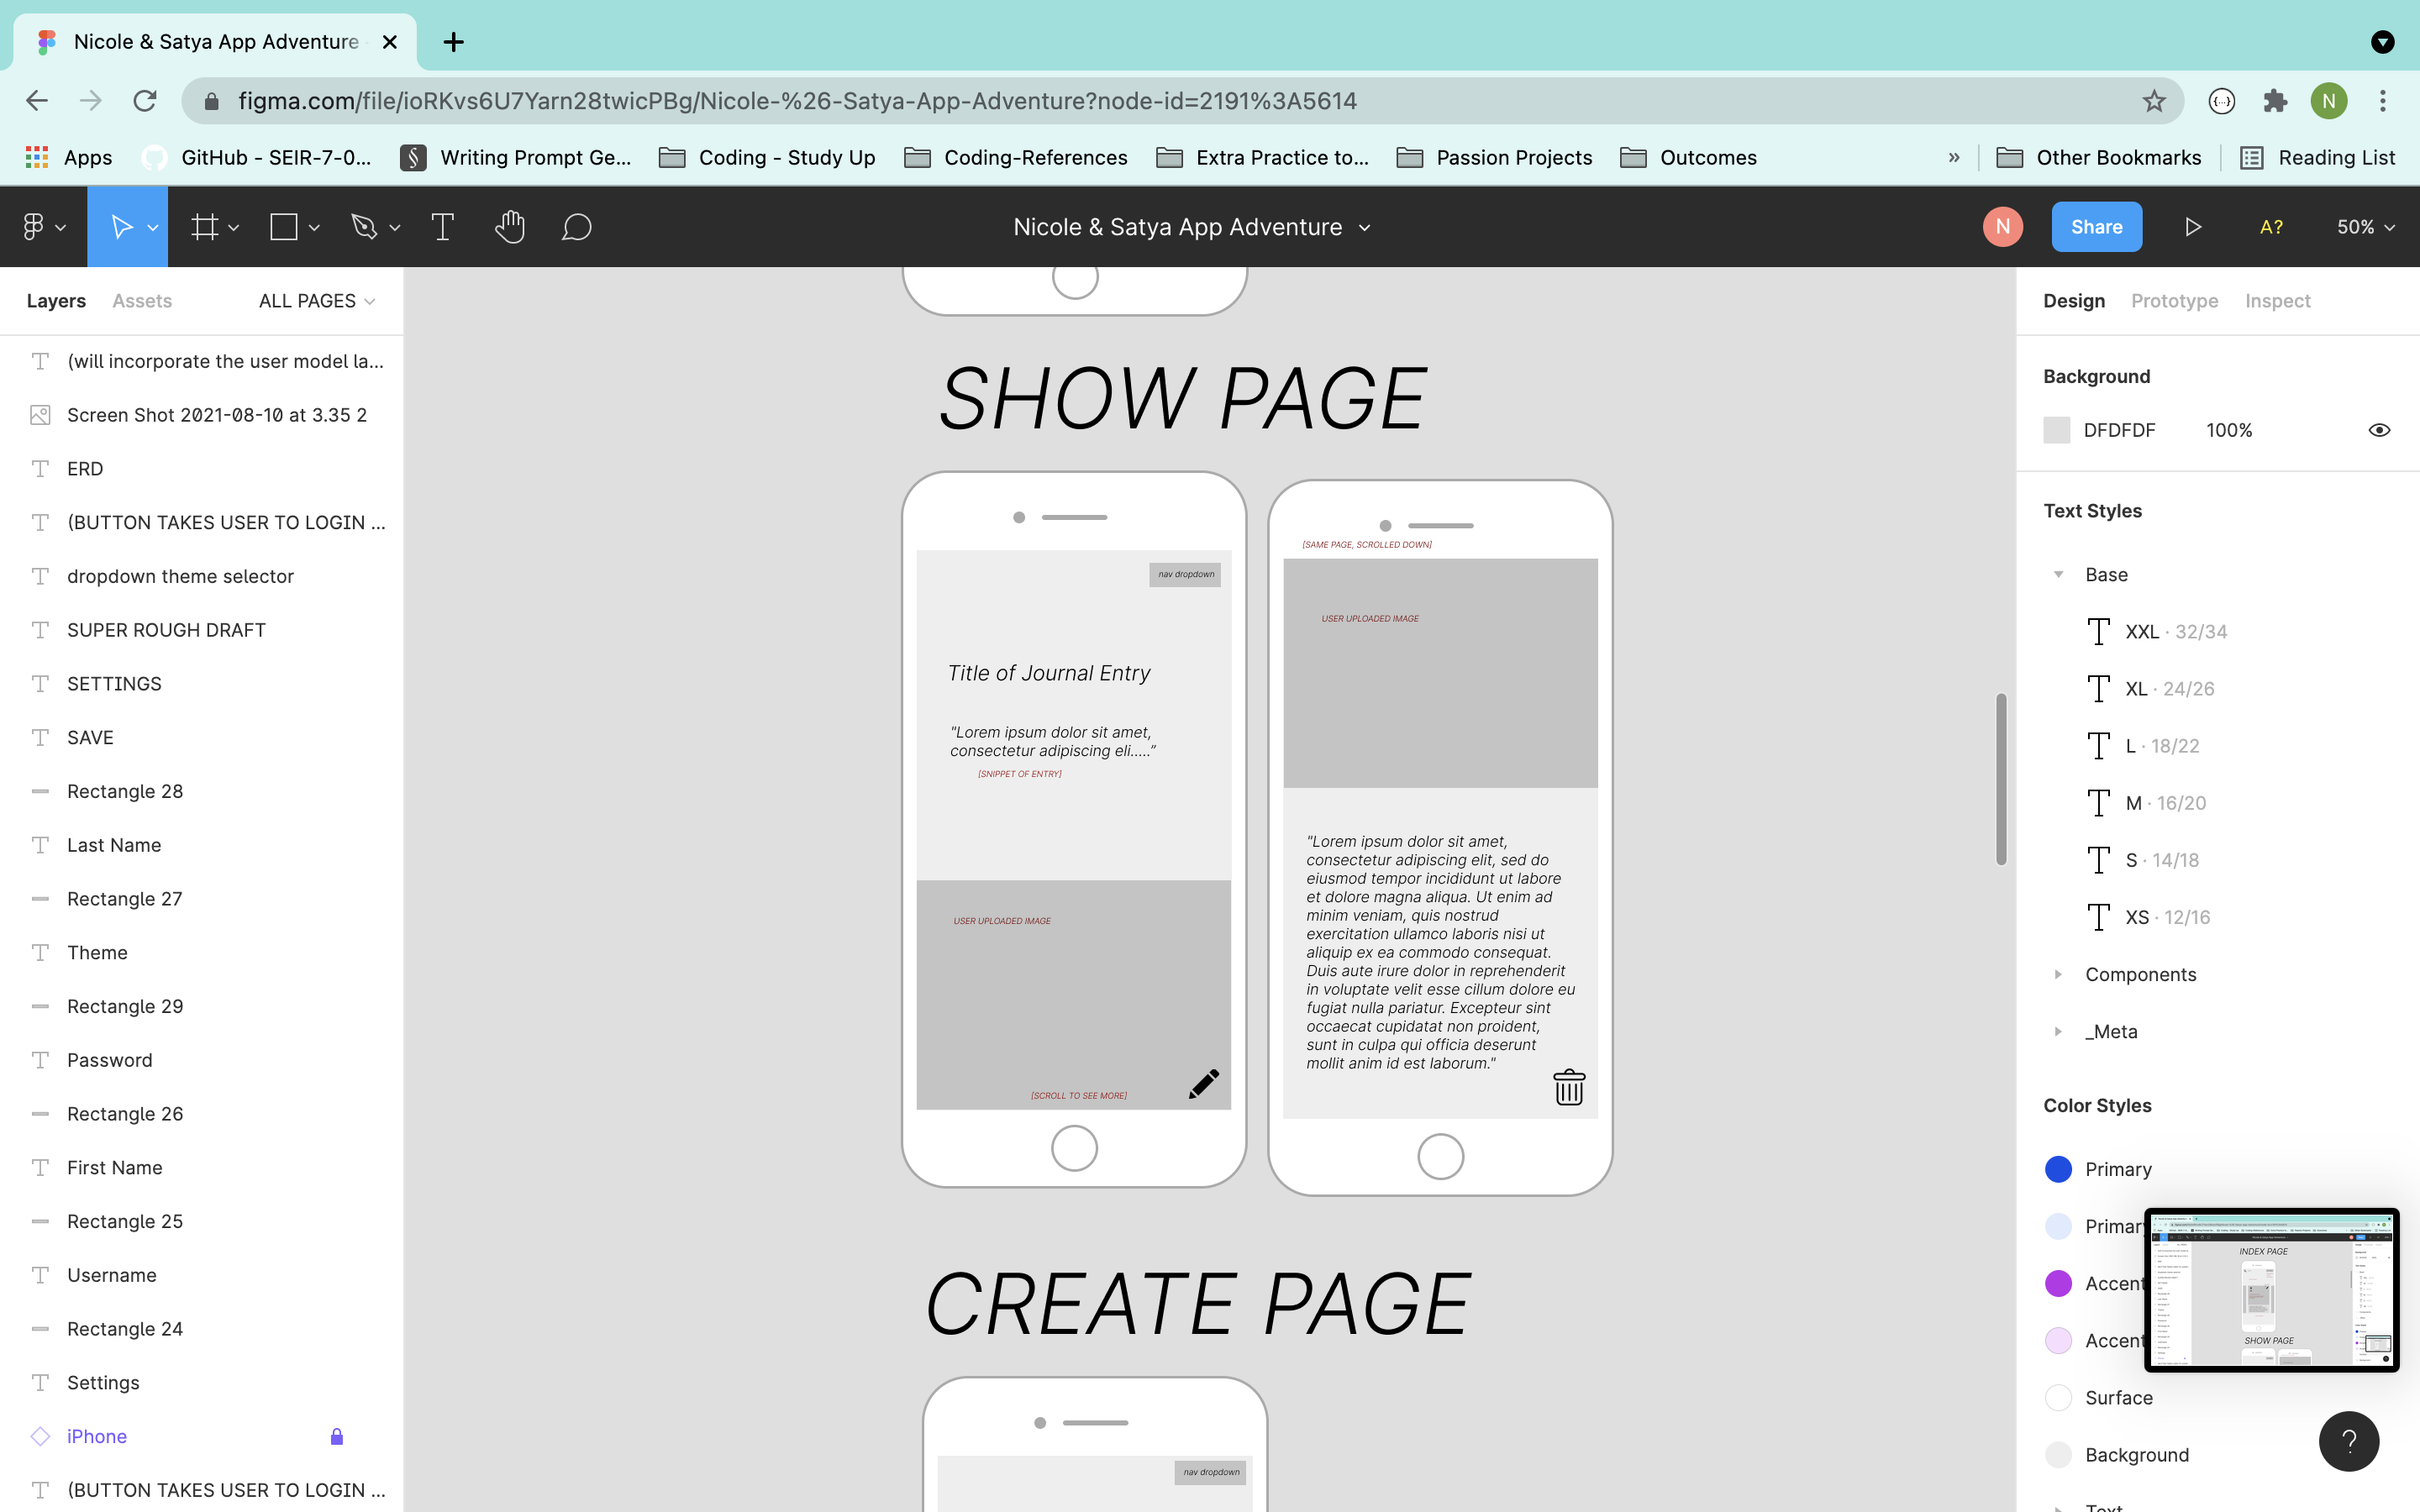 Nicole & Satya App Adventure
figma.com/file/ioRKvs6U7Yarn28twicPBg/Nicole-%26-Satya-App-Adventure?node-id=2191%3A5614
N
Apps
GitHub - SEIR-7-0...
Writing Prompt Ge...
Coding - Study Up
Coding-References
Extra Practice to...
Passion Projects
Outcomes
»
Other Bookmarks
Reading List
Nicole & Satya App Adventure
N
Share
A?
50%
Layers
Assets
ALL PAGES
(will incorporate the user model la...
Screen Shot 2021-08-10 at 3.35 2
ERD
(BUTTON TAKES USER TO LOGIN ...
dropdown theme selector
SUPER ROUGH DRAFT
SETTINGS
SAVE
Rectangle 28
Last Name
Rectangle 27
Theme
Rectangle 29
Password
Rectangle 26
First Name
Rectangle 25
Username
Rectangle 24
Settings
iPhone
(BUTTON TAKES USER TO LOGIN ...
SHOW PAGE
nav dropdown
Title of Journal Entry
"Lorem ipsum dolor sit amet,
consectetur adipiscing eli.....”
[SNIPPET OF ENTRY]
USER UPLOADED IMAGE
[SCROLL TO SEE MORE]
[SAME PAGE, SCROLLED DOWN]
USER UPLOADED IMAGE
"Lorem ipsum dolor sit amet,
consectetur adipiscing elit, sed do
eiusmod tempor incididunt ut labore
et dolore magna aliqua. Ut enim ad
minim veniam, quis nostrud
exercitation ullamco laboris nisi ut
aliquip ex ea commodo consequat.
Duis aute irure dolor in reprehenderit
in voluptate velit esse cillum dolore eu
fugiat nulla pariatur. Excepteur sint
occaecat cupidatat non proident,
sunt in culpa qui officia deserunt
mollit anim id est laborum."
CREATE PAGE
nav dropdown
Design
Prototype
Inspect
Background
DFDFDF
100%
Text Styles
Base
XXL · 32/34
XL · 24/26
L · 18/22
M · 16/20
S · 14/18
XS · 12/16
Components
_Meta
Color Styles
Primary
Primar
Accent
Accent
Surface
Background
Text
INDEX PAGE
SHOW PAGE
?